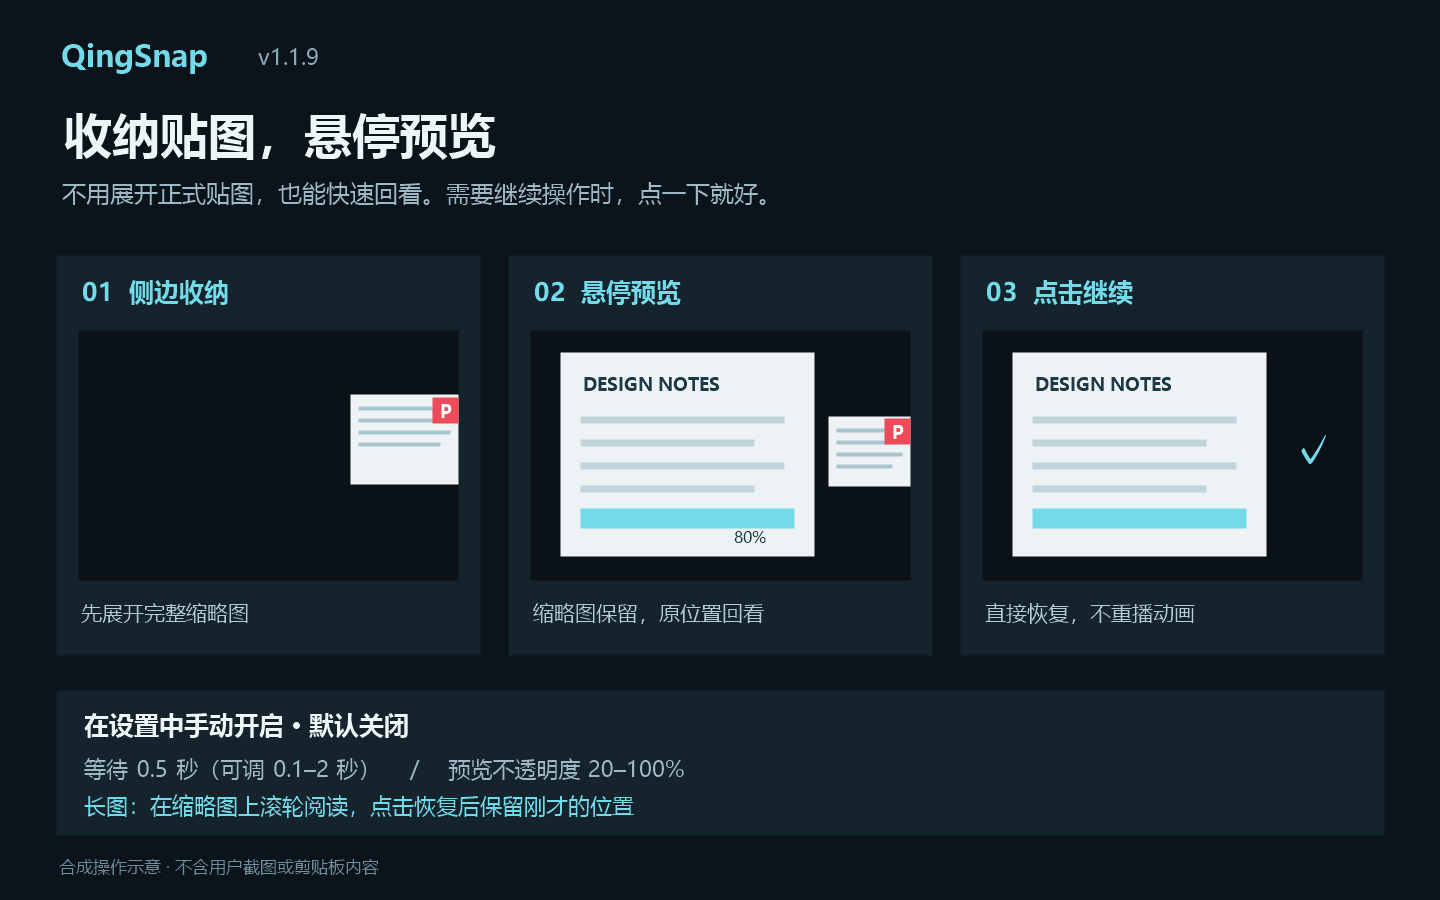 QingSnap v1.1.9
收纳贴图，悬停预览
不用展开正式贴图，也能快速回看。需要继续操作时，点一下就好。
01 侧边收纳
P
先展开完整缩略图
02 悬停预览
DESIGN NOTES
P
80%
缩略图保留，原位置回看
03 点击继续
DESIGN NOTES
✓
直接恢复，不重播动画
在设置中手动开启·默认关闭
等待 0.5 秒（可调 0.1–2 秒） / 预览不透明度 20–100%
长图：在缩略图上滚轮阅读，点击恢复后保留刚才的位置
合成操作示意·不含用户截图或剪贴板内容